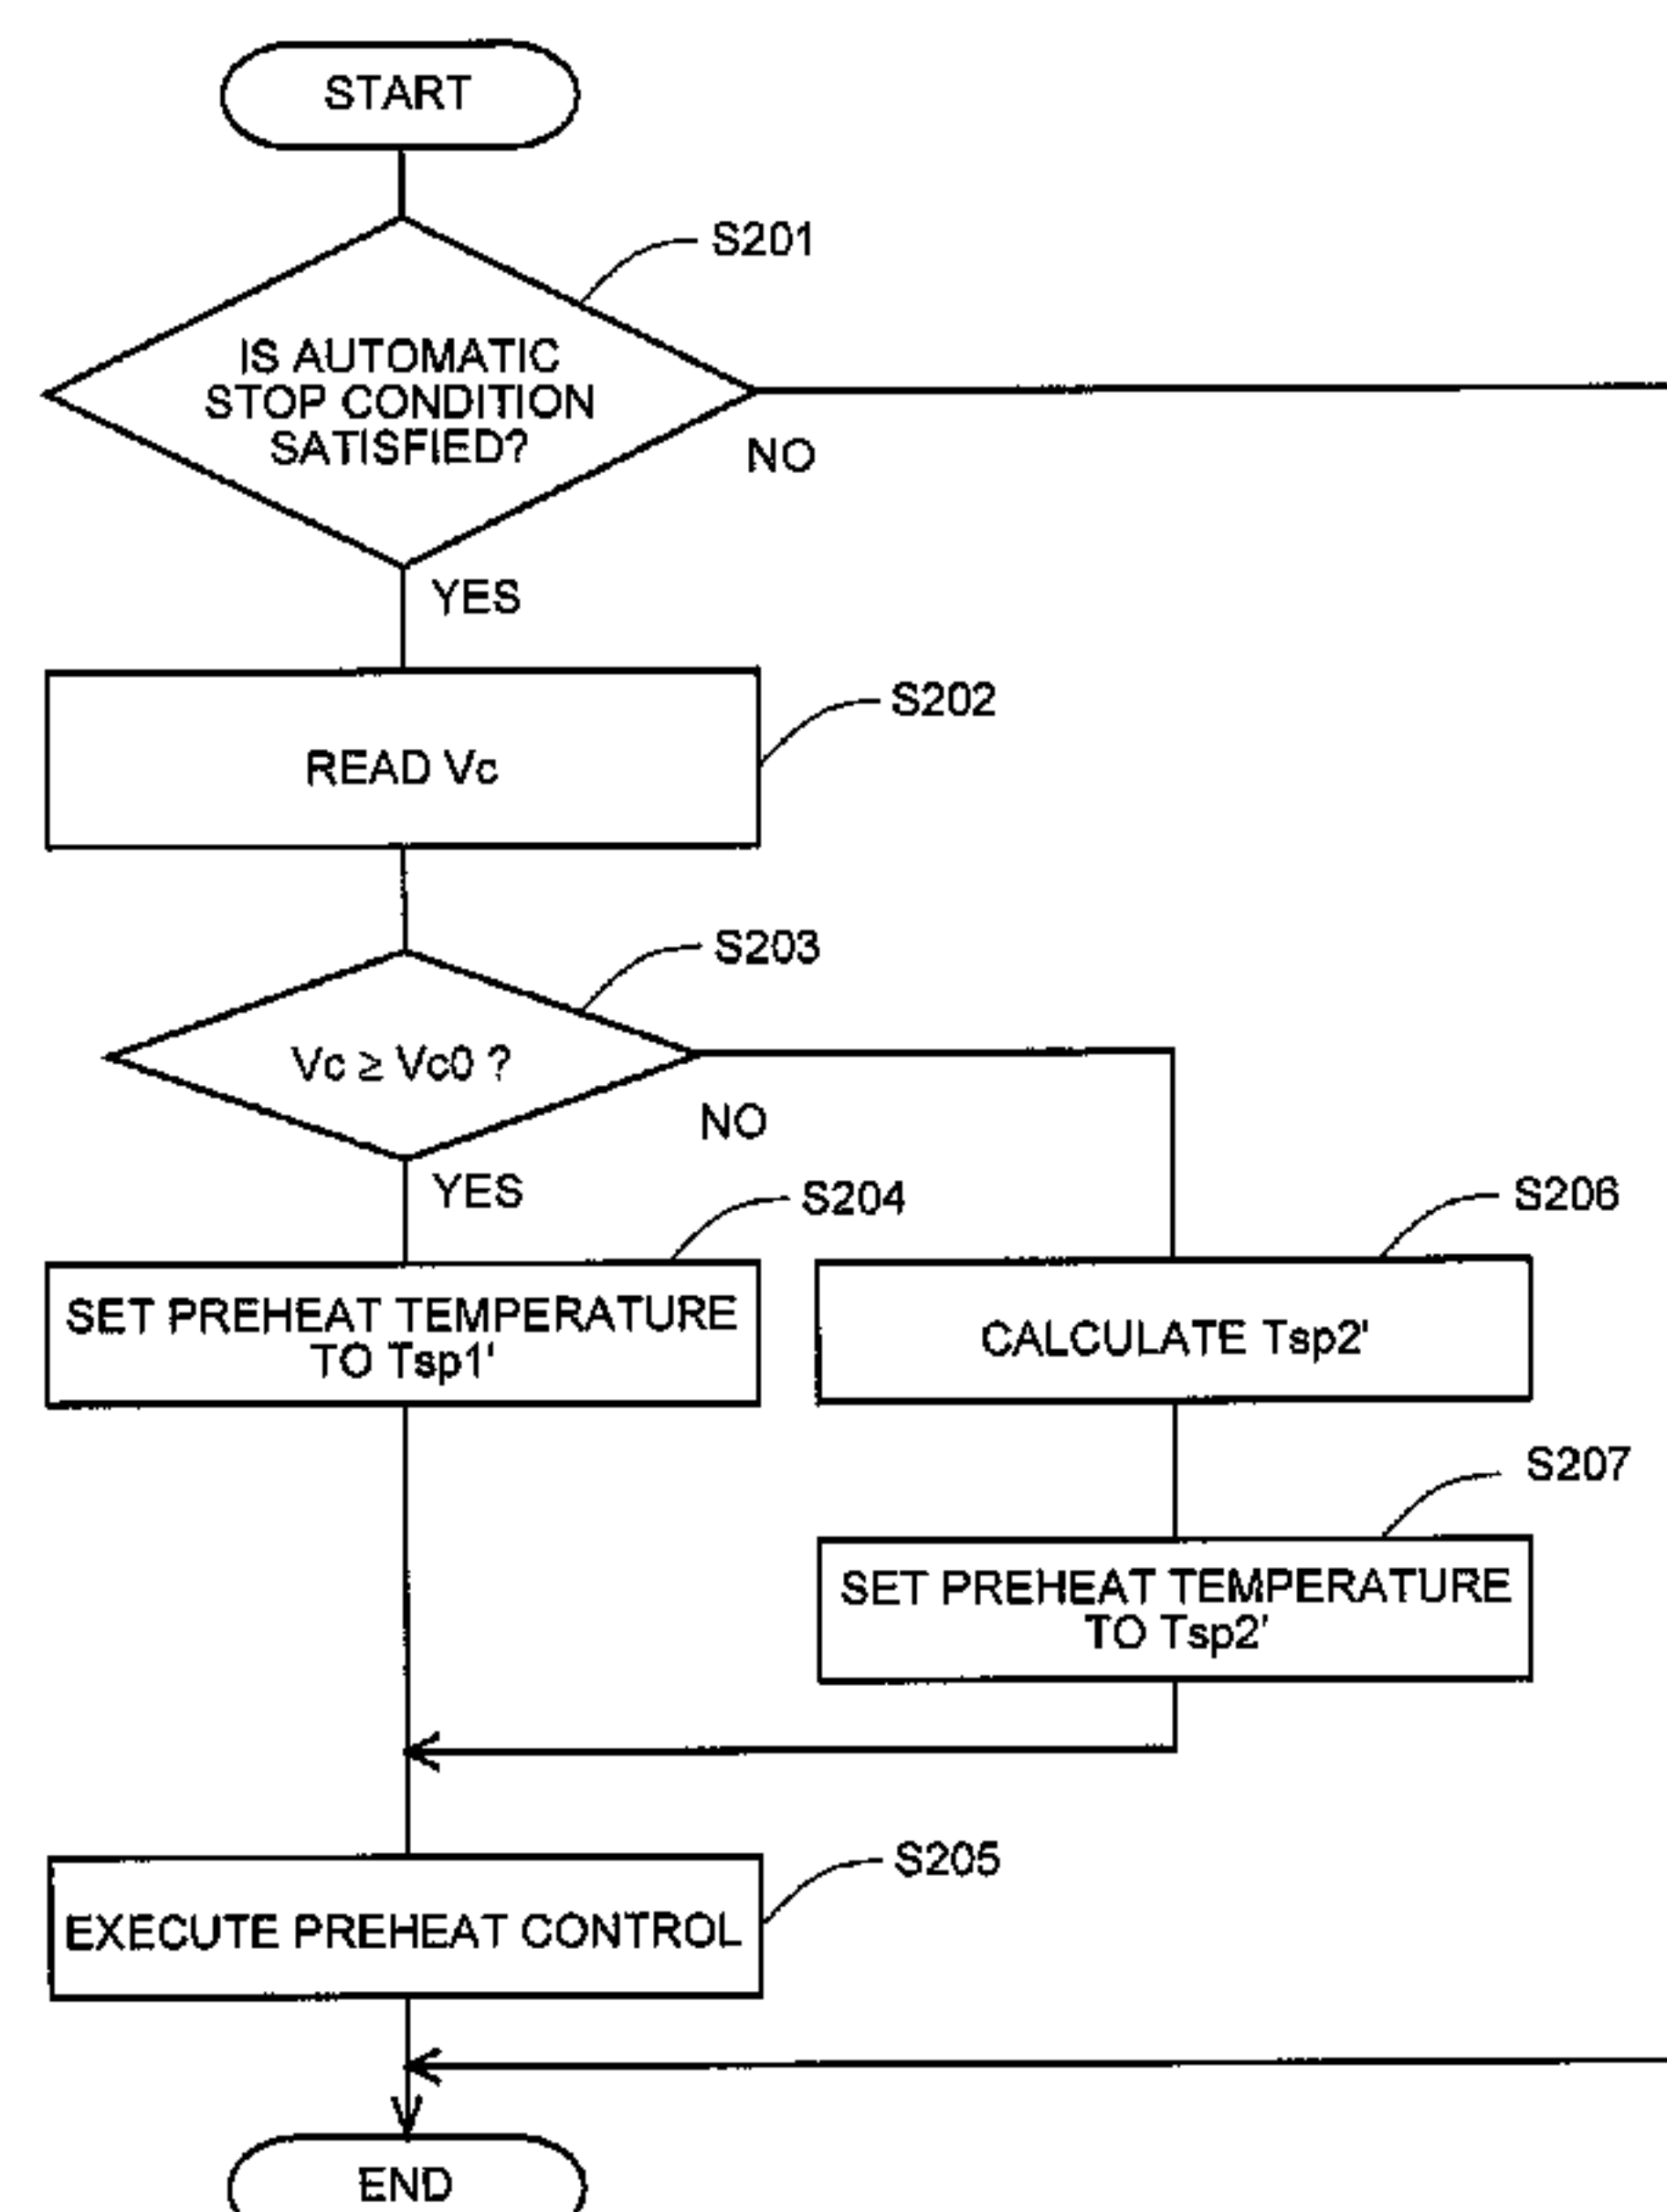 START
S201
IS AUTOMATIC
STOP CONDITION
SATISFIED?
NO
YES
S202
READ Vc
S203
Vc ≥ Vc0 ?
NO
YES
S204
S206
SET PREHEAT TEMPERATURE
TO Tsp1'
CALCULATE Tsp2'
S207
SET PREHEAT TEMPERATURE
TO Tsp2'
S205
EXECUTE PREHEAT CONTROL
END